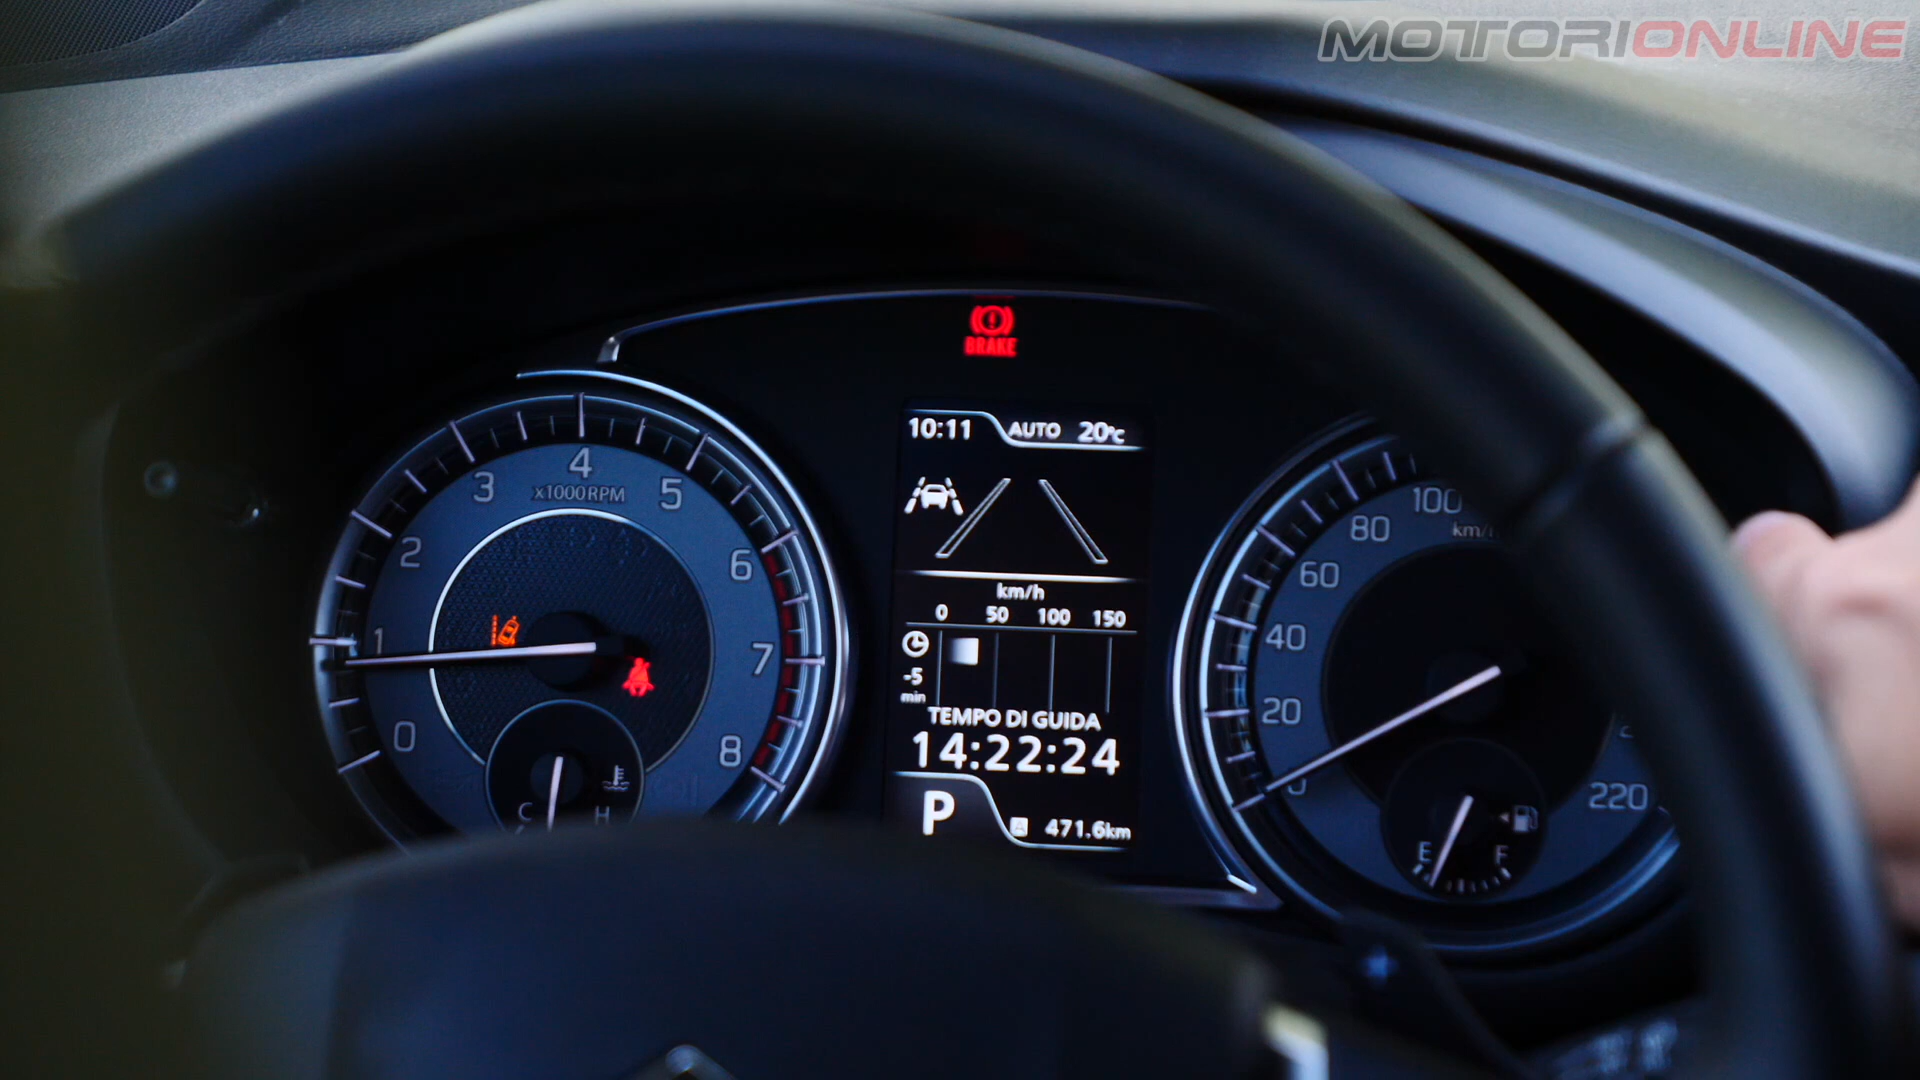 MOTORIONLINE
BRAKE
10:11 AUTO 20°C
0 1 2 3 4 5 6 7 8
x1000RPM
C H
km/h
0 50 100 150
-5
min
TEMPO DI GUIDA
14:22:24
P A 471.6km
0 20 40 60 80 100
220
E F